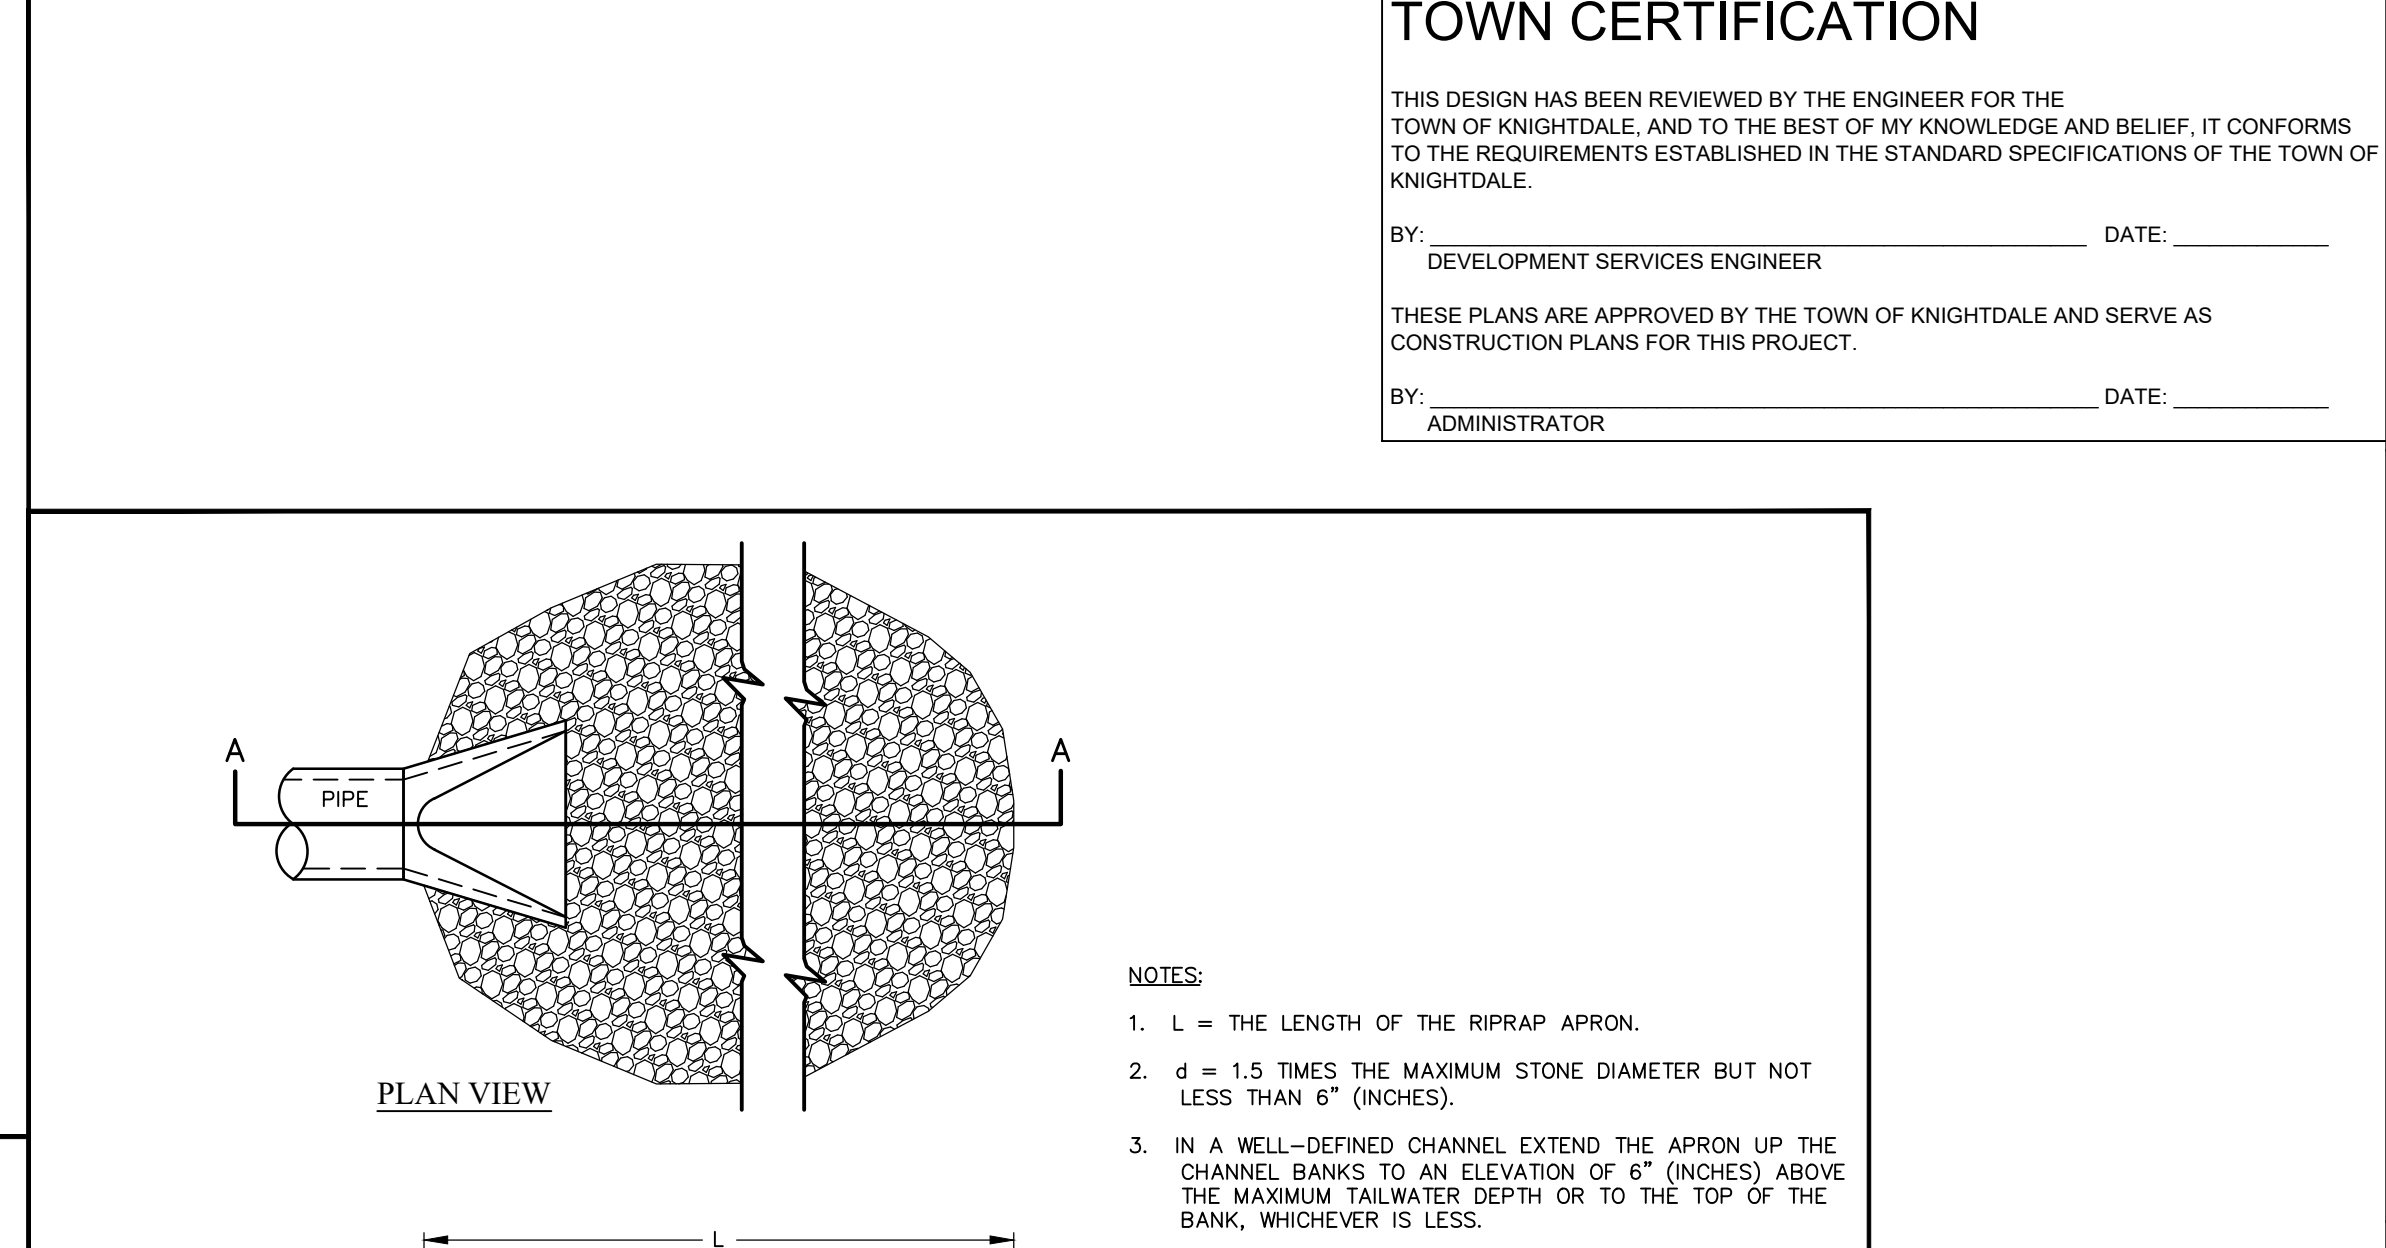 TOWN CERTIFICATION
THIS DESIGN HAS BEEN REVIEWED BY THE ENGINEER FOR THE
TOWN OF KNIGHTDALE, AND TO THE BEST OF MY KNOWLEDGE AND BELIEF, IT CONFORMS
TO THE REQUIREMENTS ESTABLISHED IN THE STANDARD SPECIFICATIONS OF THE TOWN OF
KNIGHTDALE.
BY: ____________ DATE: ____________
DEVELOPMENT SERVICES ENGINEER
THESE PLANS ARE APPROVED BY THE TOWN OF KNIGHTDALE AND SERVE AS
CONSTRUCTION PLANS FOR THIS PROJECT.
BY: ____________ DATE: ____________
ADMINISTRATOR
A A
PIPE
PLAN VIEW
NOTES:
1. L = THE LENGTH OF THE RIPRAP APRON.
2. d = 1.5 TIMES THE MAXIMUM STONE DIAMETER BUT NOT
LESS THAN 6” (INCHES).
3. IN A WELL–DEFINED CHANNEL EXTEND THE APRON UP THE
CHANNEL BANKS TO AN ELEVATION OF 6” (INCHES) ABOVE
THE MAXIMUM TAILWATER DEPTH OR TO THE TOP OF THE
BANK, WHICHEVER IS LESS.
L